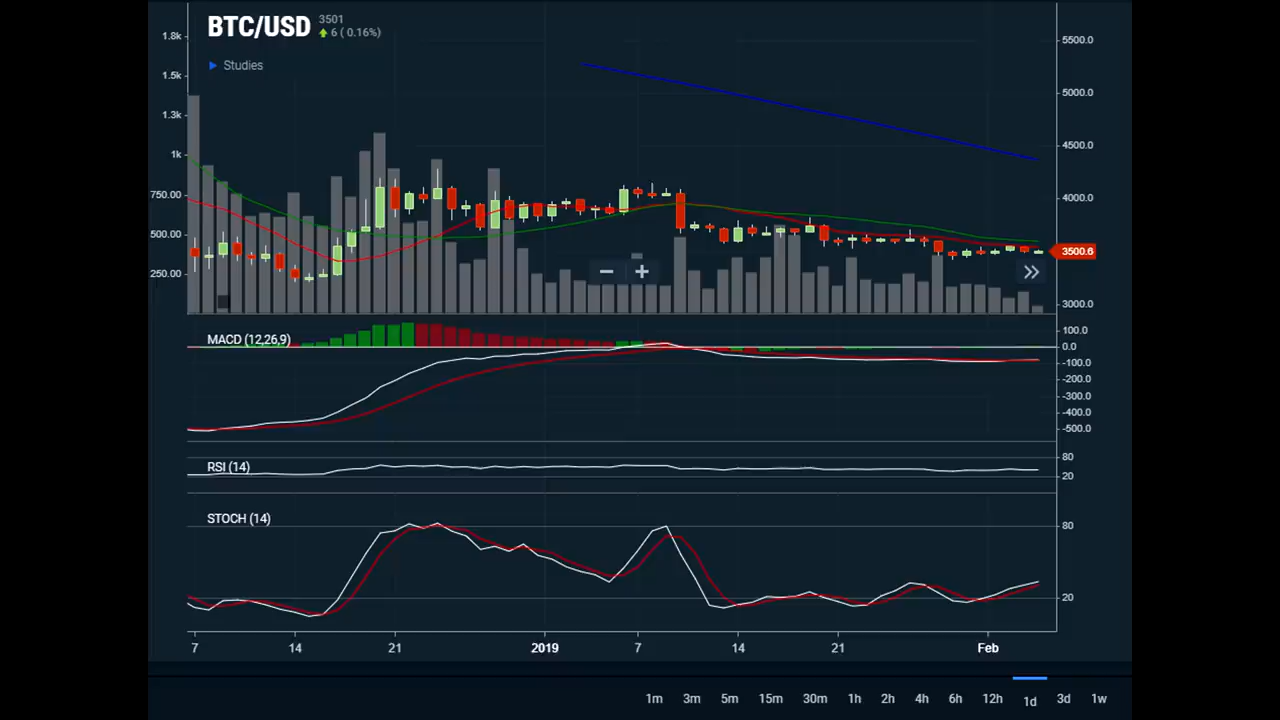 BTC/USD 3501
6 ( 0.16%)
Studies
1.8k
1.5k
1.3k
1k
750.00
500.00
250.00
5500.0
5000.0
4500.0
4000.0
3500.6
3000.0
MACD (12,26,9)
100.0
0.0
-100.0
-200.0
-300.0
-400.0
-500.0
RSI (14)
80
20
STOCH (14)
80
20
7 14 21 2019 7 14 21 Feb
1m 3m 5m 15m 30m 1h 2h 4h 6h 12h 1d 3d 1w